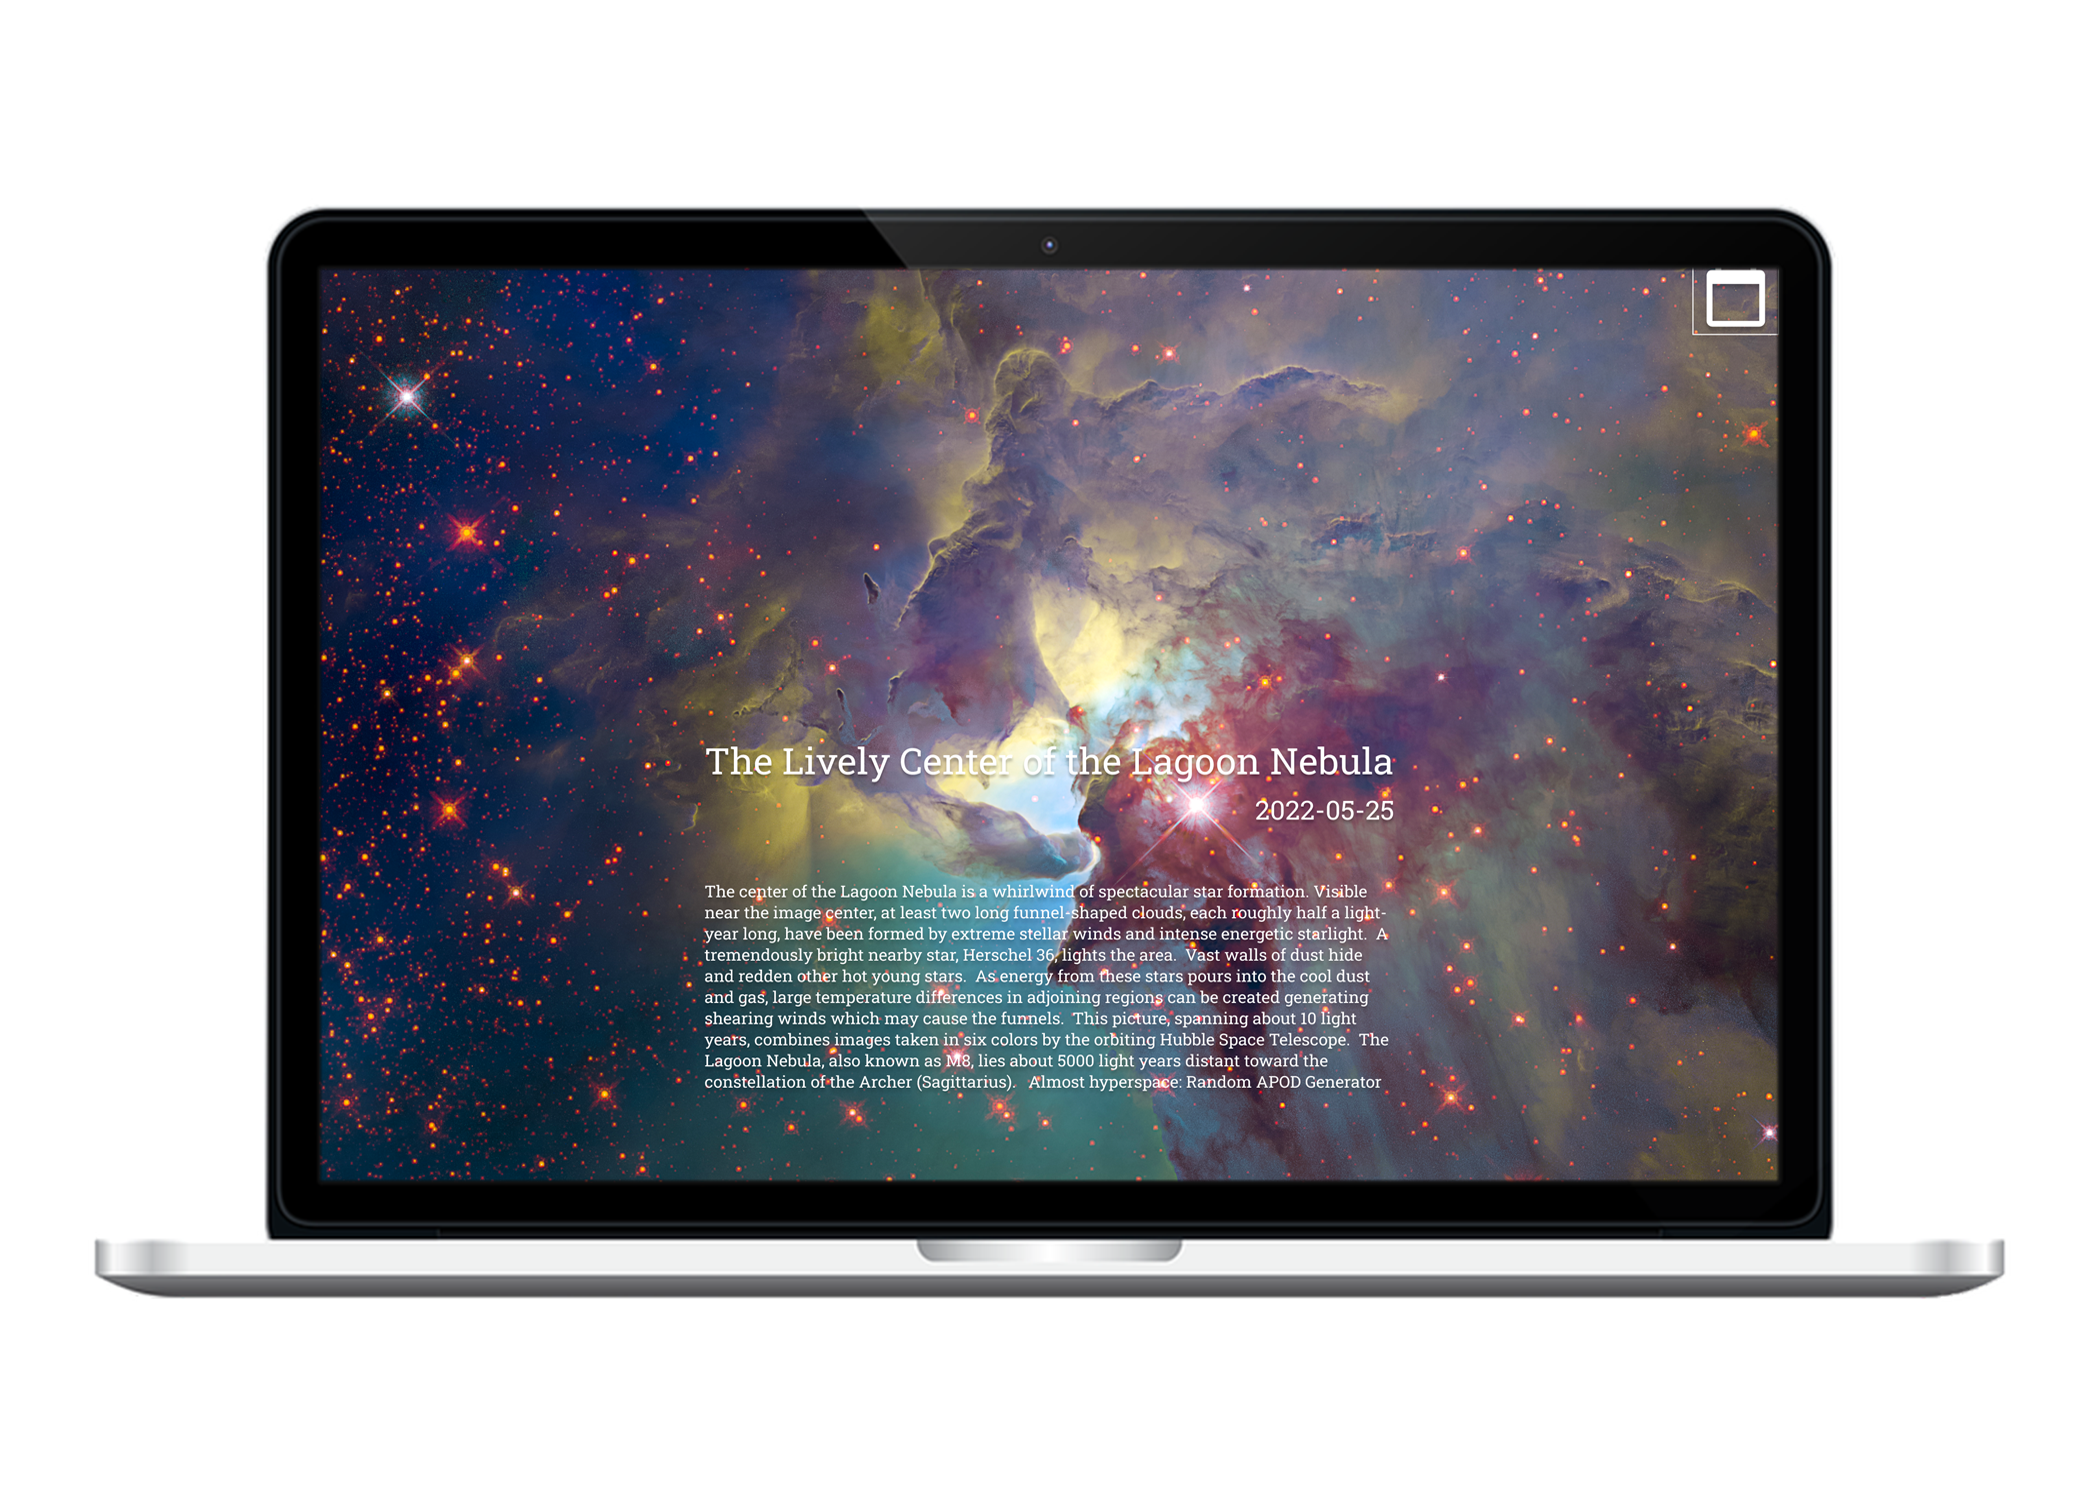 The Lively Center of the Lagoon Nebula
2022-05-25
The center of the Lagoon Nebula is a whirlwind of spectacular star formation. Visible
near the image center, at least two long funnel-shaped clouds, each roughly half a light-
year long, have been formed by extreme stellar winds and intense energetic starlight.  A
tremendously bright nearby star, Herschel 36, lights the area.  Vast walls of dust hide
and redden other hot young stars.  As energy from these stars pours into the cool dust
and gas, large temperature differences in adjoining regions can be created generating
shearing winds which may cause the funnels.  This picture, spanning about 10 light
years, combines images taken in six colors by the orbiting Hubble Space Telescope.  The
Lagoon Nebula, also known as M8, lies about 5000 light years distant toward the
constellation of the Archer (Sagittarius).   Almost hyperspace: Random APOD Generator